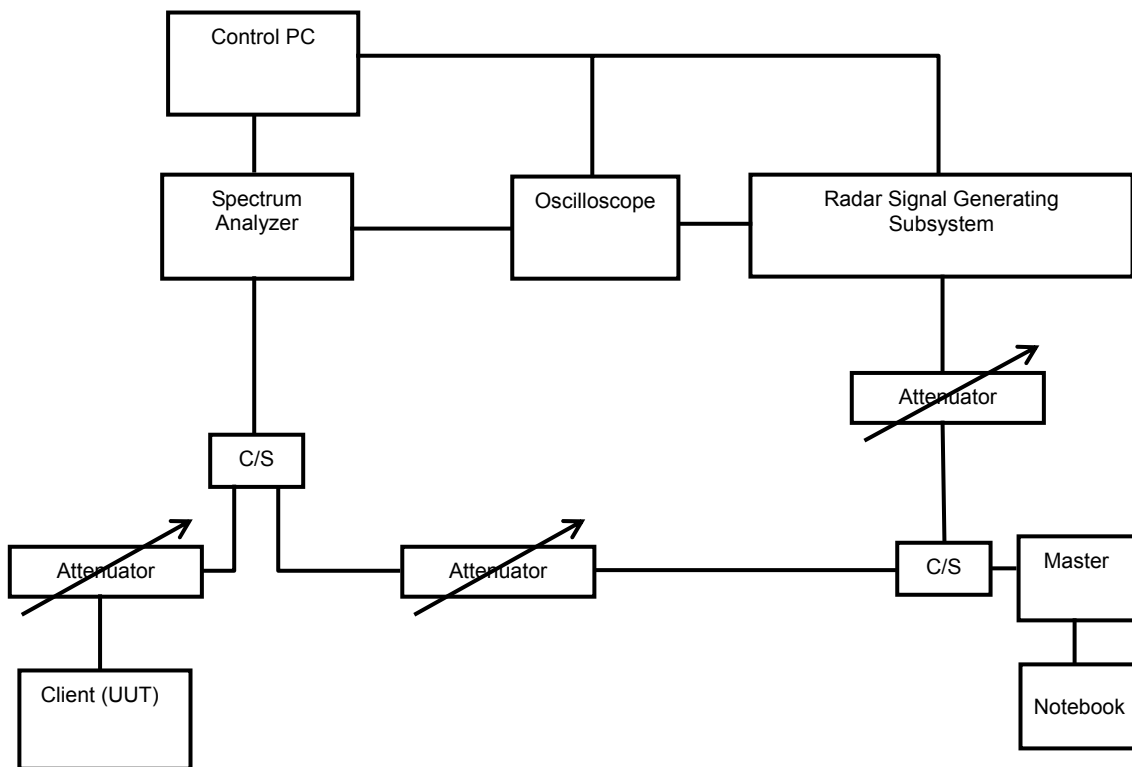 Control PC
Spectrum
Analyzer
Oscilloscope
Radar Signal Generating
Subsystem
Attenuator
C/S
Attenuator
Attenuator
C/S
Master
Client (UUT)
Notebook